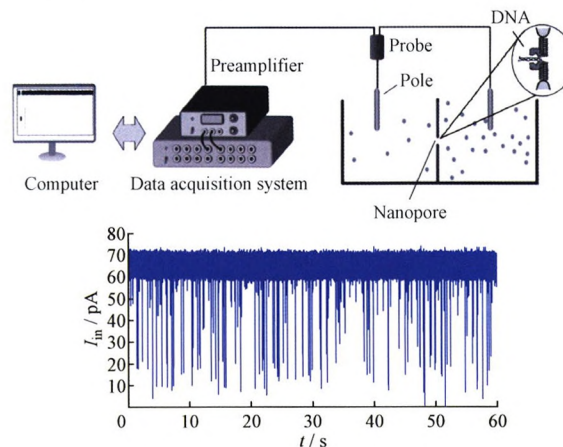 DNA
Probe
Preamplifier
Pole
Computer
Data acquisition system
Nanopore
I_in / pA
80
70
60
50
40
30
20
10
0
10
20
30
40
50
60
t / s